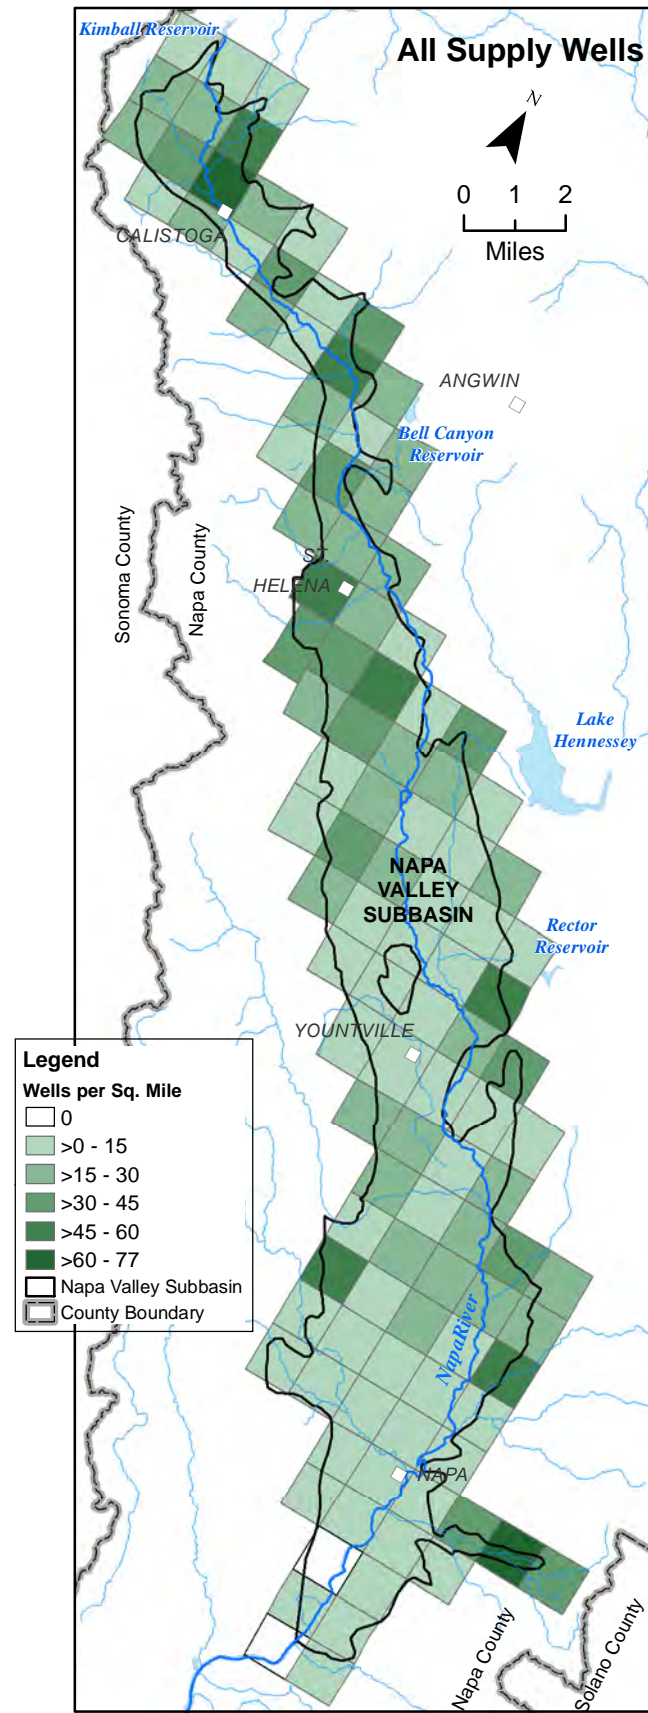 Kimball Reservoir
All Supply Wells
N
0 1 2
Miles
CALISTOGA
ANGWIN
Bell Canyon
Reservoir
ST.
HELENA
Sonoma County
Napa County
Lake
Hennessey
NAPA
VALLEY
SUBBASIN
Rector
Reservoir
YOUNTVILLE
Legend
Wells per Sq. Mile
0
>0 - 15
>15 - 30
>30 - 45
>45 - 60
>60 - 77
Napa Valley Subbasin
County Boundary
NapaRiver
NAPA
Napa County
Solano County